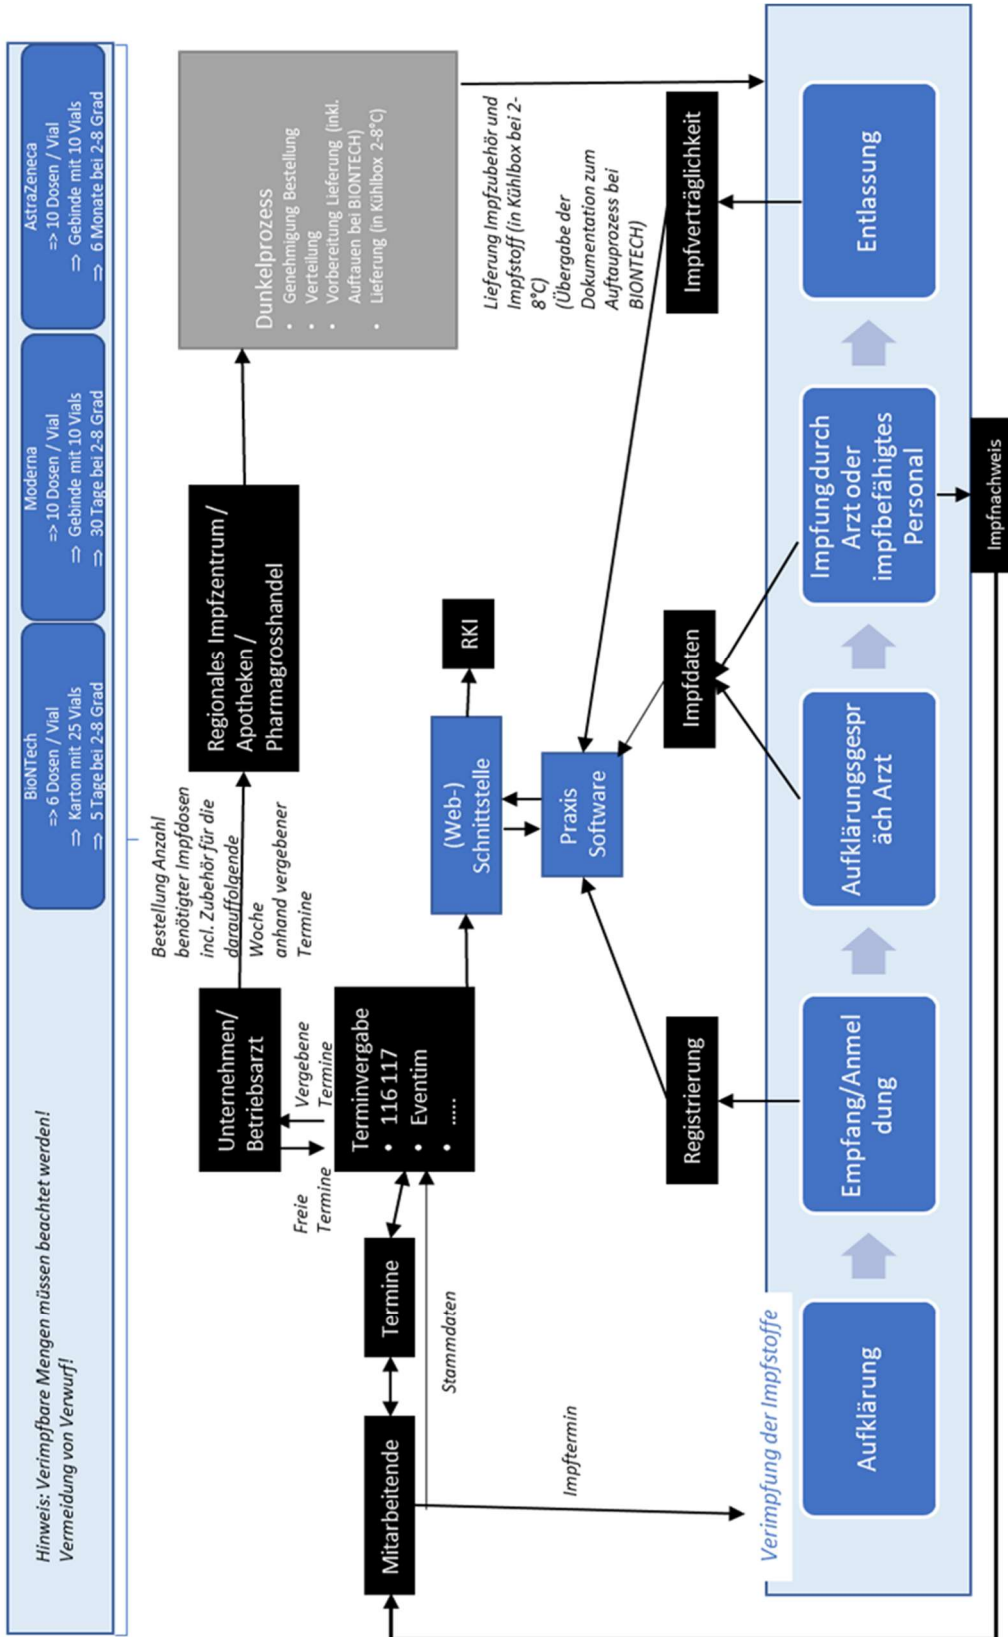 Hinweis: Verimpfbare Mengen müssen beachtet werden!
Vermeidung von Verwurf!
BioNTech
=> 6 Dosen / Vial
⇒ Karton mit 25 Vials
⇒ 5 Tage bei 2-8 Grad
Moderna
=> 10 Dosen / Vial
⇒ Gebinde mit 10 Vials
⇒ 30 Tage bei 2-8 Grad
AstraZeneca
=> 10 Dosen / Vial
⇒ Gebinde mit 10 Vials
⇒ 6 Monate bei 2-8 Grad
Bestellung Anzahl
benötigter Impfdosen
incl. Zubehör für die
darauffolgende
Woche
anhand vergebener
Termine
Unternehmen/
Betriebsarzt
Regionales Impfzentrum /
Apotheken /
Pharmagrosshandel
Dunkelprozess
• Genehmigung Bestellung
• Verteilung
• Vorbereitung Lieferung (inkl.
Auftauen bei BIONTECH)
• Lieferung (in Kühlbox 2-8°C)
Freie
Termine
Vergebene
Termine
Mitarbeitende
Termine
Terminvergabe
• 116 117
• Eventim
• .....
Stammdaten
(Web-)
Schnittstelle
RKI
Lieferung Impfzubehör und
Impfstoff (in Kühlbox bei 2-
8°C)
(Übergabe der
Dokumentation zum
Auftauprozess bei
BIONTECH)
Praxis
Software
Impftermin
Registrierung
Impfdaten
Impfverträglichkeit
Verimpfung der Impfstoffe
Aufklärung
Empfang/Anmel
dung
Aufklärungsgespr
äch Arzt
Impfung durch
Arzt oder
impfbefähigtes
Personal
Entlassung
Impfnachweis